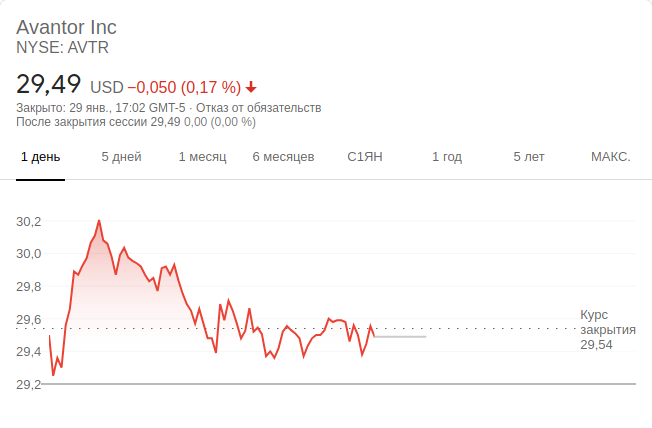 Avantor Inc
NYSE: AVTR
29,49 USD −0,050 (0,17 %)
Закрыто: 29 янв., 17:02 GMT-5 · Отказ от обязательств
После закрытия сессии 29,49 0,00 (0,00 %)
1 день 5 дней 1 месяц 6 месяцев С1ЯН 1 год 5 лет МАКС.
30,2
30,0
29,8
29,6
29,4
29,2
Курс
закрытия
29,54